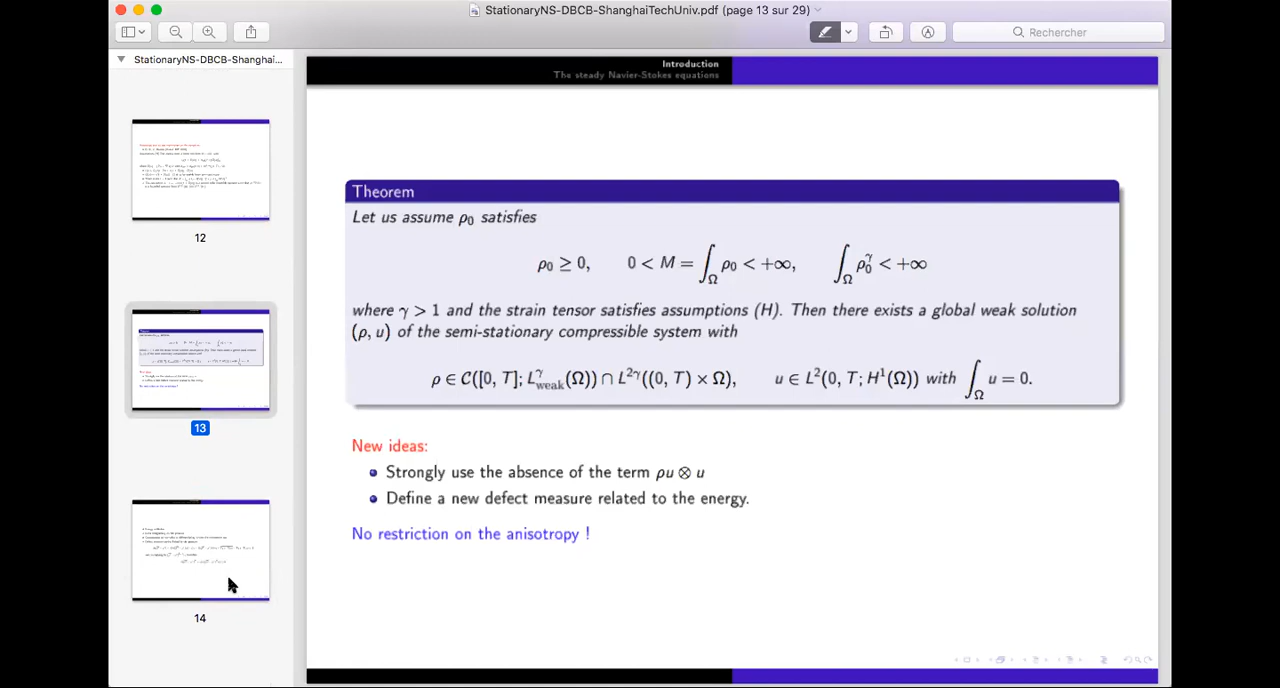 StationaryNS-DBCB-ShanghaiTechUniv.pdf (page 13 sur 29)
Rechercher
StationaryNS-DBCB-Shanghai...
12
13
14
Introduction
The steady Navier-Stokes equations
Theorem
Let us assume ρ₀ satisfies
ρ₀ ≥ 0, 0 < M = ∫_Ω ρ₀ < +∞, ∫_Ω ρ₀^γ < +∞
where γ > 1 and the strain tensor satisfies assumptions (H). Then there exists a global weak solution
(ρ, u) of the semi-stationary compressible system with
ρ ∈ C([0, T]; L^γ_weak(Ω)) ∩ L^{2γ}((0, T) × Ω), u ∈ L²(0, T; H¹(Ω)) with ∫_Ω u = 0.
New ideas:
Strongly use the absence of the term ρu ⊗ u
Define a new defect measure related to the energy.
No restriction on the anisotropy !